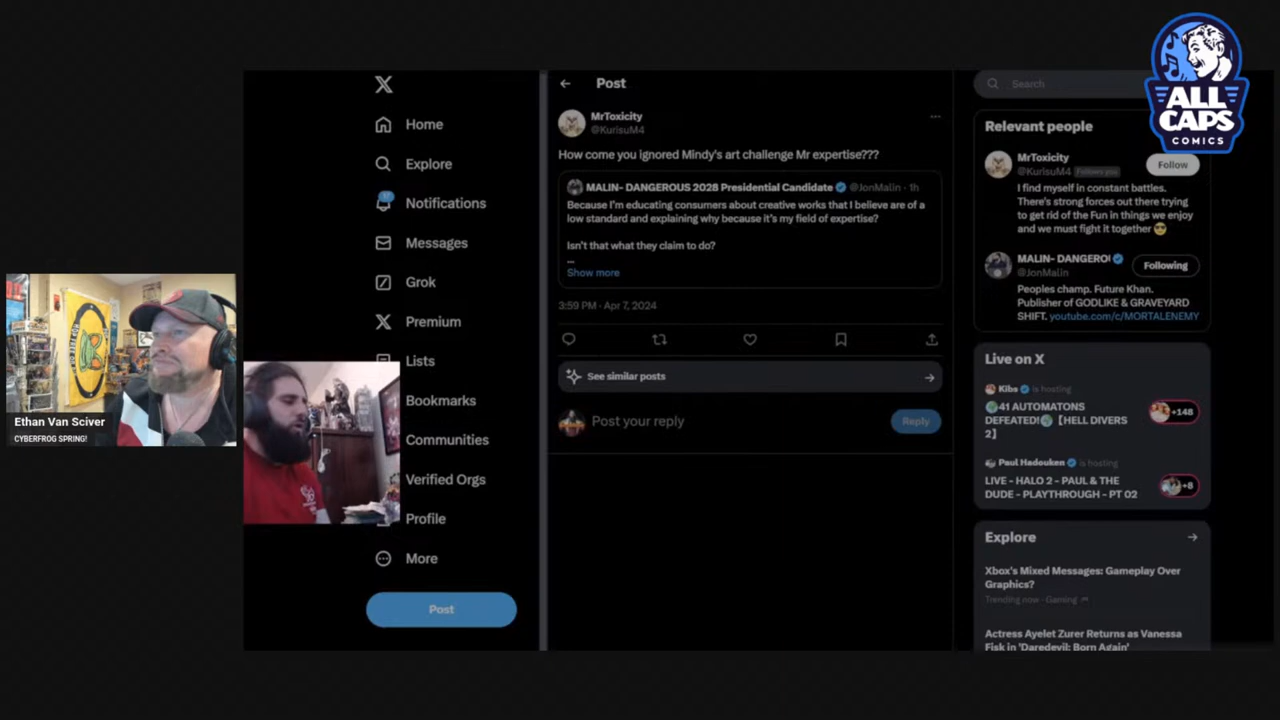 ALL
CAPS
COMICS
Ethan Van Sciver
CYBERFROG SPRING!
X
Home
Explore
Notifications
Messages
Grok
Premium
Lists
Bookmarks
Communities
Verified Orgs
Profile
More
Post
Post
MrToxicity
@KurisuM4
How come you ignored Mindy's art challenge Mr expertise???
MALIN- DANGEROUS 2028 Presidential Candidate @JonMalin · 1h
Because I'm educating consumers about creative works that I believe are of a
low standard and explaining why because it's my field of expertise?
Isn't that what they claim to do?
...
Show more
3:59 PM · Apr 7, 2024
See similar posts
Post your reply
Reply
Search
Relevant people
MrToxicity
@KurisuM4 Follows you
Follow
I find myself in constant battles.
There's strong forces out there trying
to get rid of the Fun in things we enjoy
and we must fight it together 😎
MALIN- DANGERO
@JonMalin
Following
Peoples champ. Future Khan.
Publisher of GODLIKE & GRAVEYARD
SHIFT. youtube.com/c/MORTALENEMY
Live on X
Kibs is hosting
41 AUTOMATONS
DEFEATED! 【HELL DIVERS
2】
+148
Paul Hadouken is hosting
LIVE - HALO 2 - PAUL & THE
DUDE - PLAYTHROUGH - PT 02
+8
Explore
Xbox's Mixed Messages: Gameplay Over
Graphics?
Trending now · Gaming
Actress Ayelet Zurer Returns as Vanessa
Fisk in 'Daredevil: Born Again'